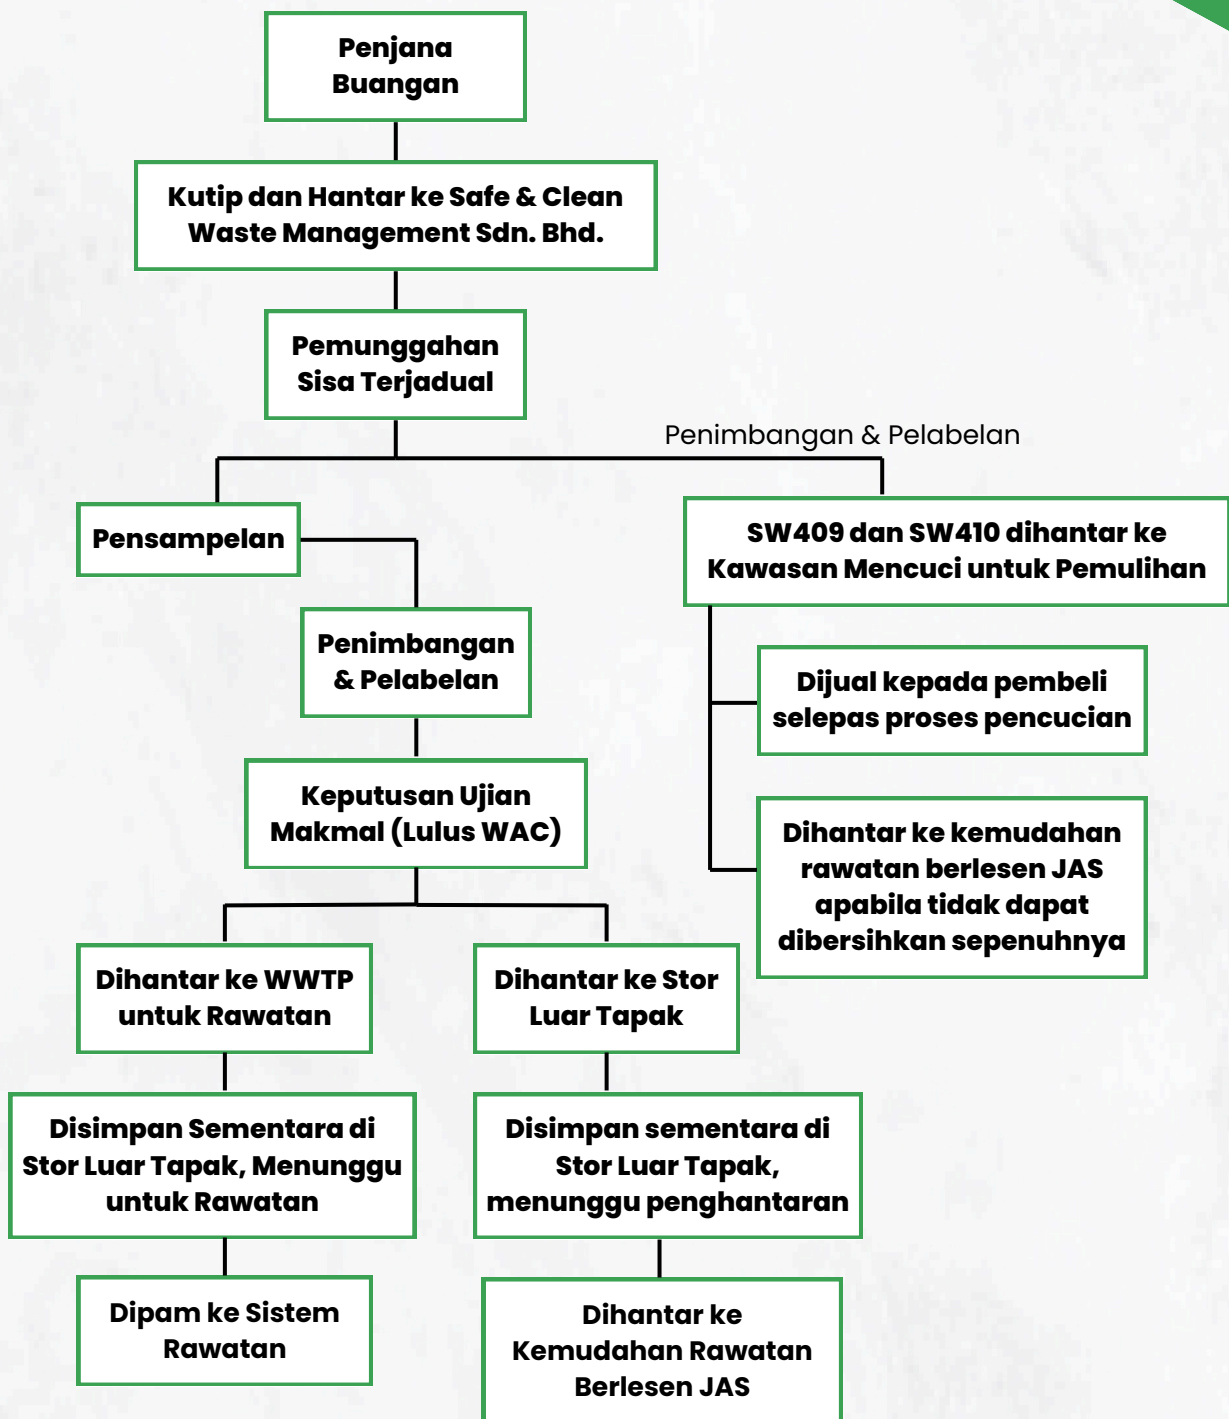 Penjana
Buangan
Kutip dan Hantar ke Safe & Clean
Waste Management Sdn. Bhd.
Pemunggahan
Sisa Terjadual
Penimbangan & Pelabelan
Pensampelan
SW409 dan SW410 dihantar ke
Kawasan Mencuci untuk Pemulihan
Penimbangan
& Pelabelan
Dijual kepada pembeli
selepas proses pencucian
Keputusan Ujian
Makmal (Lulus WAC)
Dihantar ke kemudahan
rawatan berlesen JAS
apabila tidak dapat
dibersihkan sepenuhnya
Dihantar ke WWTP
untuk Rawatan
Dihantar ke Stor
Luar Tapak
Disimpan Sementara di
Stor Luar Tapak, Menunggu
untuk Rawatan
Disimpan sementara di
Stor Luar Tapak,
menunggu penghantaran
Dipam ke Sistem
Rawatan
Dihantar ke
Kemudahan Rawatan
Berlesen JAS